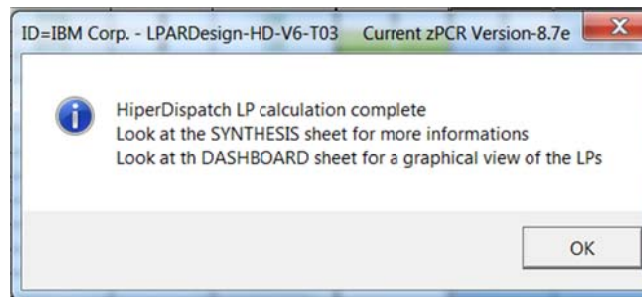 ID=IBM Corp. - LPARDesign-HD-V6-T03 Current zPCR Version-8.7e
HiperDispatch LP calculation complete
Look at the SYNTHESIS sheet for more informations
Look at th DASHBOARD sheet for a graphical view of the LPs
OK